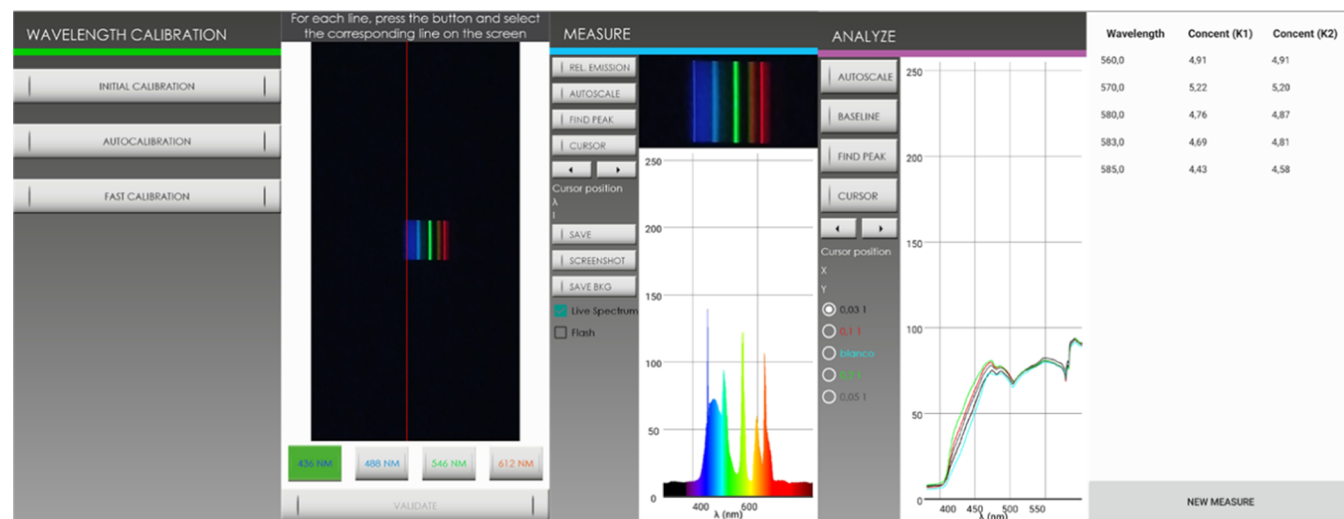 WAVELENGTH CALIBRATION
INITIAL CALIBRATION
AUTOCALIBRATION
FAST CALIBRATION
For each line, press the button and select
the corresponding line on the screen
436 NM
488 NM
546 NM
612 NM
VALIDATE
MEASURE
REL. EMISSION
AUTOSCALE
FIND PEAK
CURSOR
Cursor position
λ
I
SAVE
SCREENSHOT
SAVE BKG
Live Spectrum
Flash
250
200
150
100
50
0
400
λ (nm)
ANALYZE
AUTOSCALE
BASELINE
FIND PEAK
CURSOR
Cursor position
X
Y
0,03 1
0,1 1
blanco
0,05 1
250
200
150
100
50
0
400 450 500 550
λ (nm)
Wavelength Concent (K1) Concent (K2)
560,0 4,91 4,91
570,0 5,22 5,20
580,0 4,76 4,87
583,0 4,69 4,81
585,0 4,43 4,58
NEW MEASURE